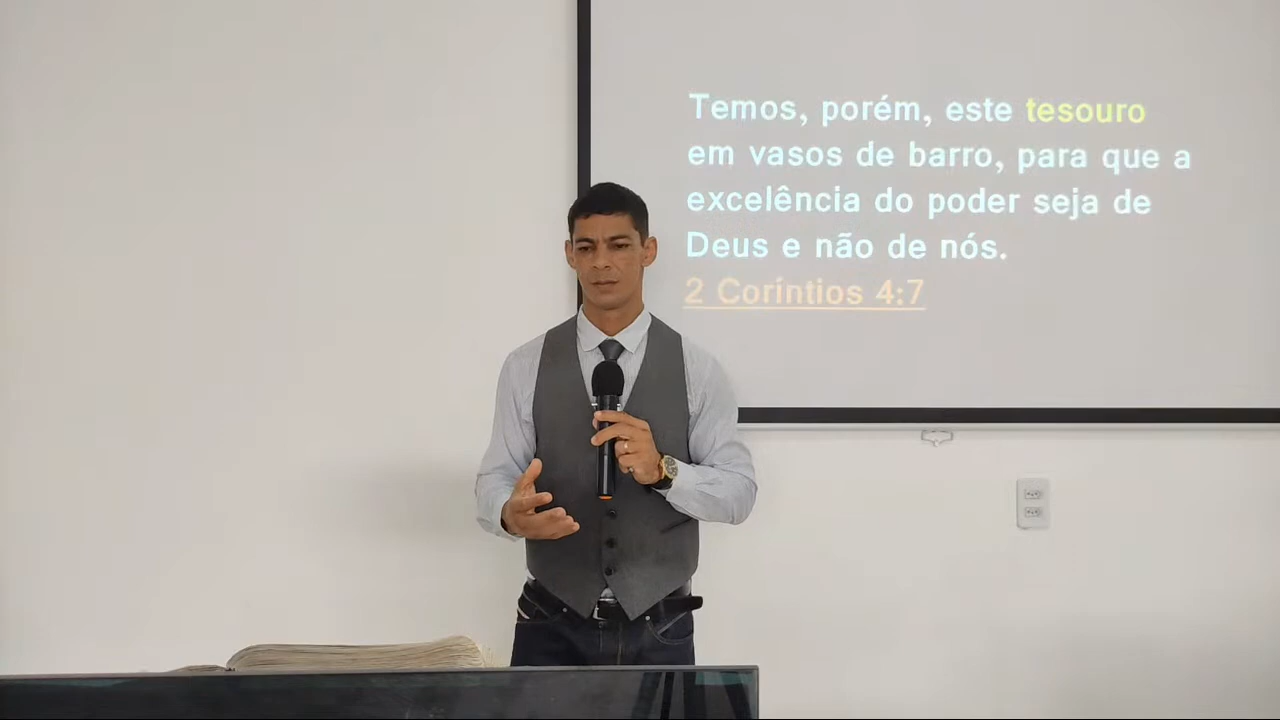 Temos, porém, este tesouro
em vasos de barro, para que a
excelência do poder seja de
Deus e não de nós.
2 Coríntios 4:7